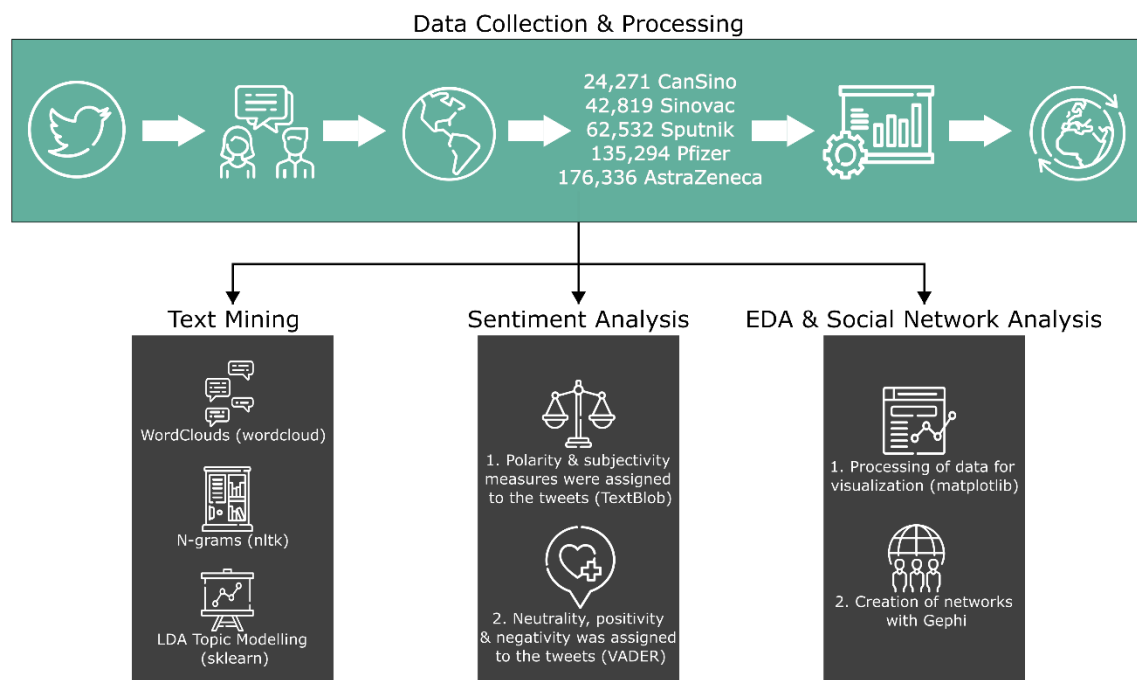 Data Collection & Processing
24,271 CanSino
42,819 Sinovac
62,532 Sputnik
135,294 Pfizer
176,336 AstraZeneca
Text Mining
WordClouds (wordcloud)
N-grams (nltk)
LDA Topic Modelling
(sklearn)
Sentiment Analysis
1. Polarity & subjectivity
measures were assigned
to the tweets (TextBlob)
2. Neutrality, positivity
& negativity was assigned
to the tweets (VADER)
EDA & Social Network Analysis
1. Processing of data for
visualization (matplotlib)
2. Creation of networks
with Gephi